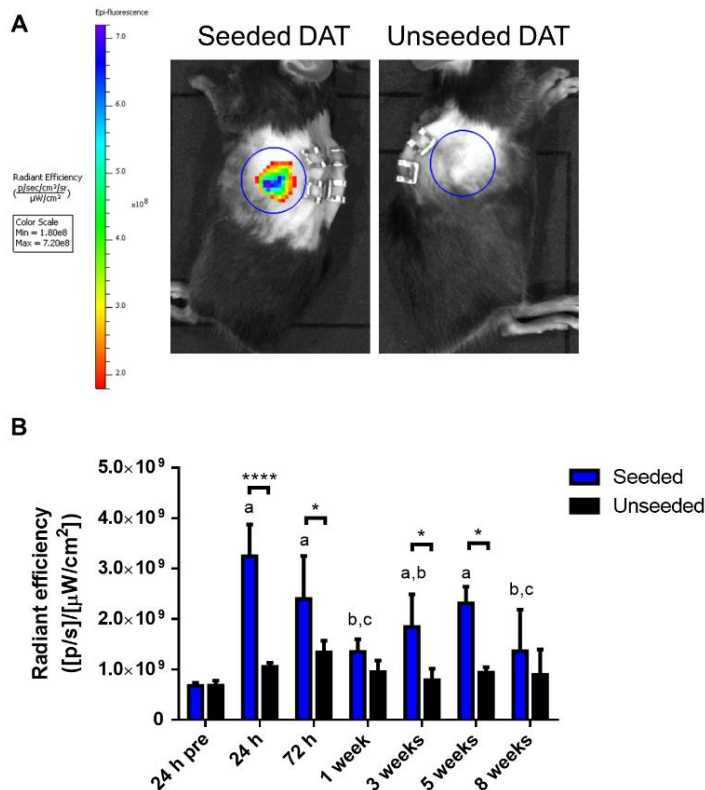 A
Epi-fluorescence
Seeded DAT
Unseeded DAT
7.0
6.0
5.0
x10⁸
4.0
3.0
2.0
Radiant Efficiency
(p/sec/cm²/sr / µW/cm²)
Color Scale
Min = 1.80e8
Max = 7.20e8
B
Radiant efficiency
([p/s]/[µW/cm²])
5.0×10⁹
4.0×10⁹
3.0×10⁹
2.0×10⁹
1.0×10⁹
0
****
a
*
a
b,c
*
a,b
*
a
b,c
Seeded
Unseeded
24 h pre
24 h
72 h
1 week
3 weeks
5 weeks
8 weeks